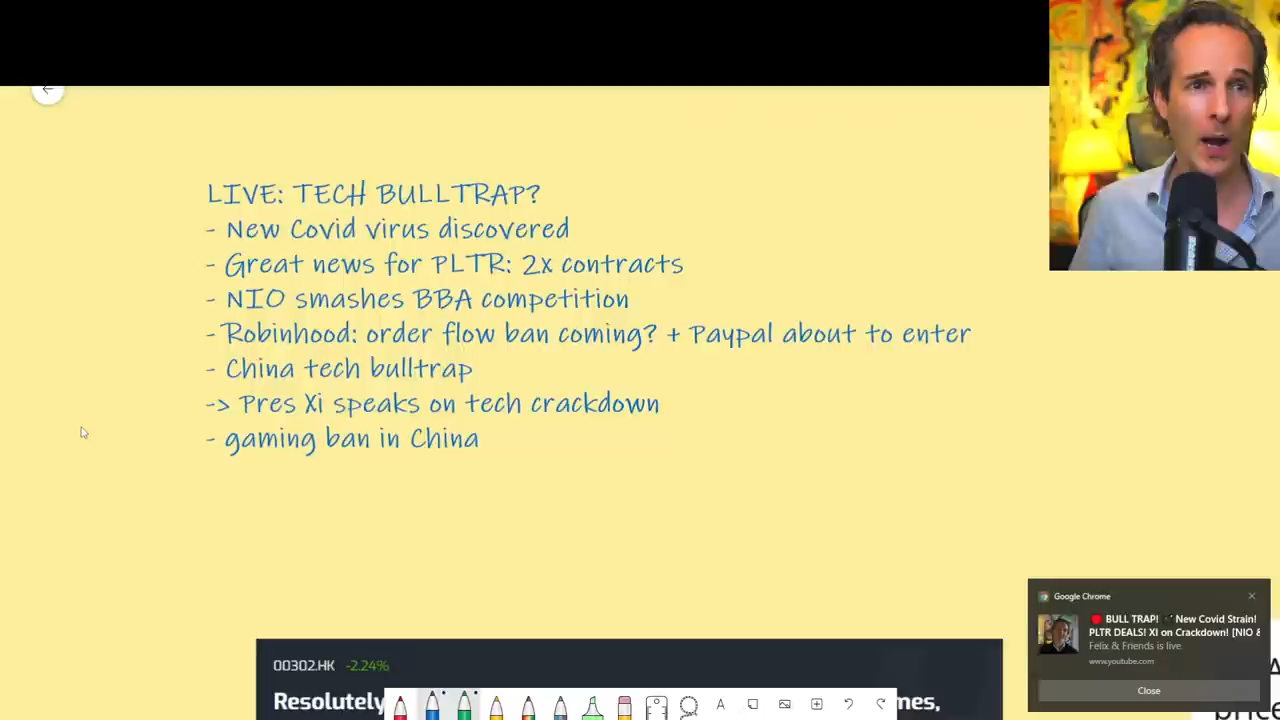 LIVE: TECH BULLTRAP?
- New Covid virus discovered
- Great news for PLTR: 2x contracts
- NIO smashes BBA competition
- Robinhood: order flow ban coming? + Paypal about to enter
- China tech bulltrap
-> Pres Xi speaks on tech crackdown
- gaming ban in China
Google Chrome
BULL TRAP! New Covid Strain!
PLTR DEALS! XI on Crackdown! [NIO &
Felix & Friends is live
www.youtube.com
Close
00302.HK -2.24%
Resolutely